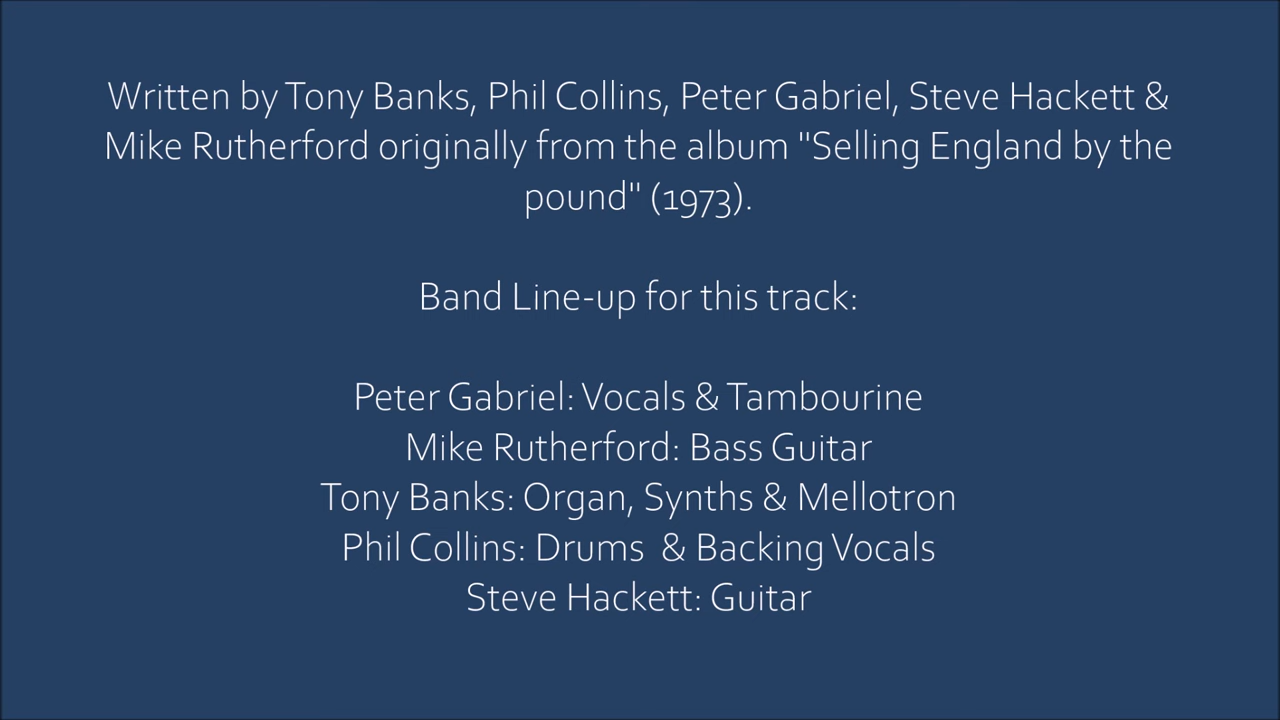 Written by Tony Banks, Phil Collins, Peter Gabriel, Steve Hackett &
Mike Rutherford originally from the album "Selling England by the
pound" (1973).
Band Line-up for this track:
Peter Gabriel: Vocals & Tambourine
Mike Rutherford: Bass Guitar
Tony Banks: Organ, Synths & Mellotron
Phil Collins: Drums  & Backing Vocals
Steve Hackett: Guitar